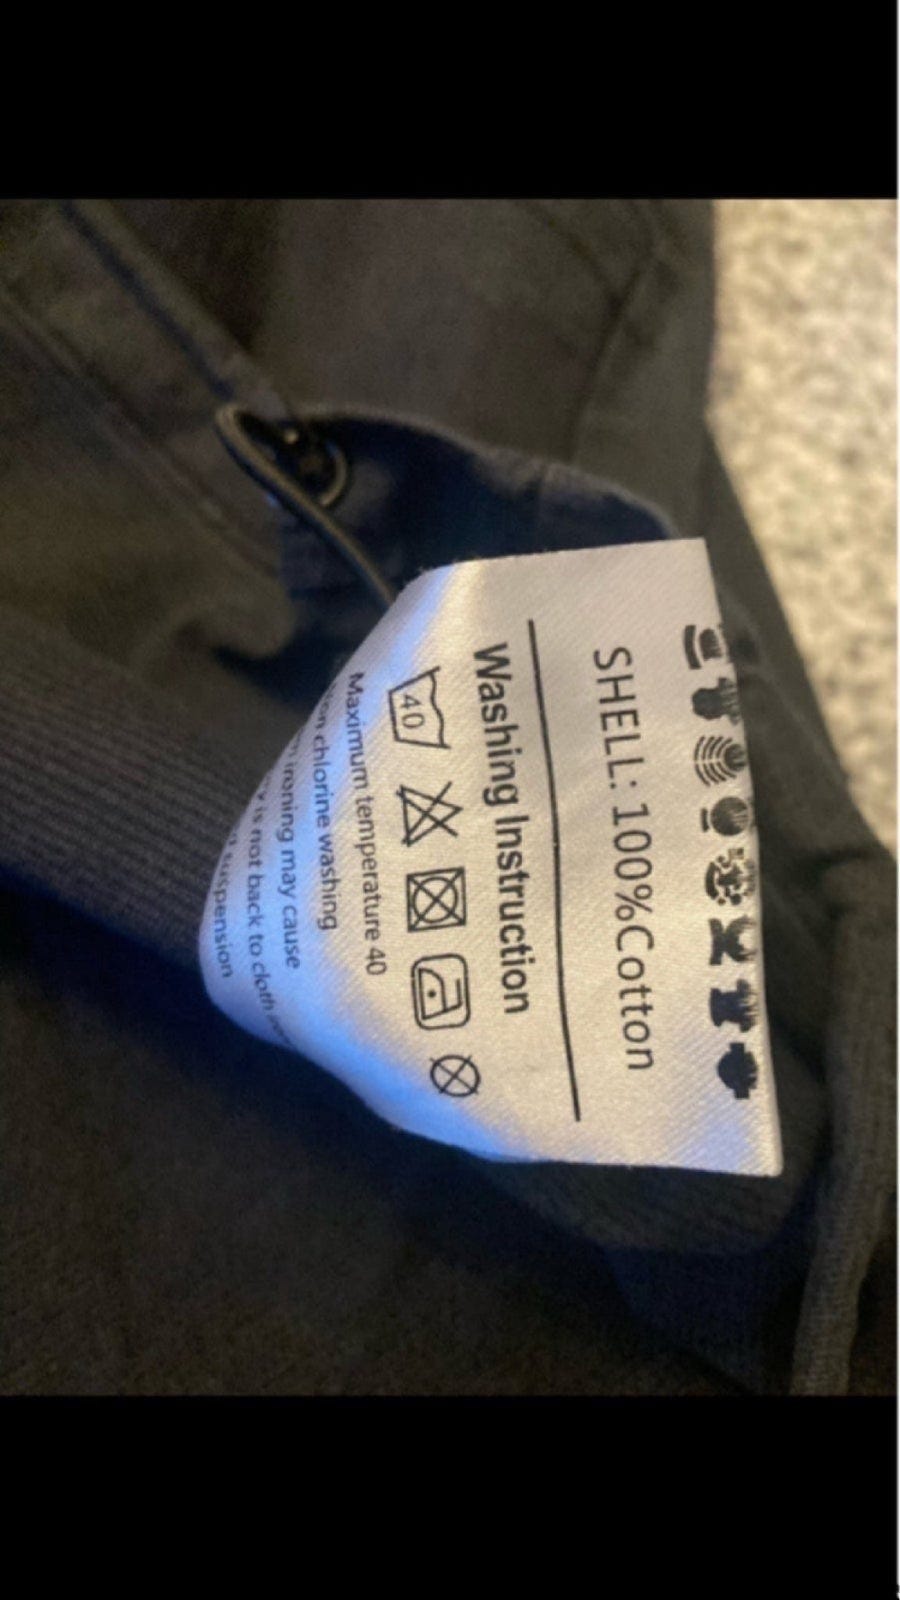 SHELL: 100%Cotton
Washing Instruction
40
Maximum temperature 40
chlorine washing
ironing may cause
is not back to cloth
suspension